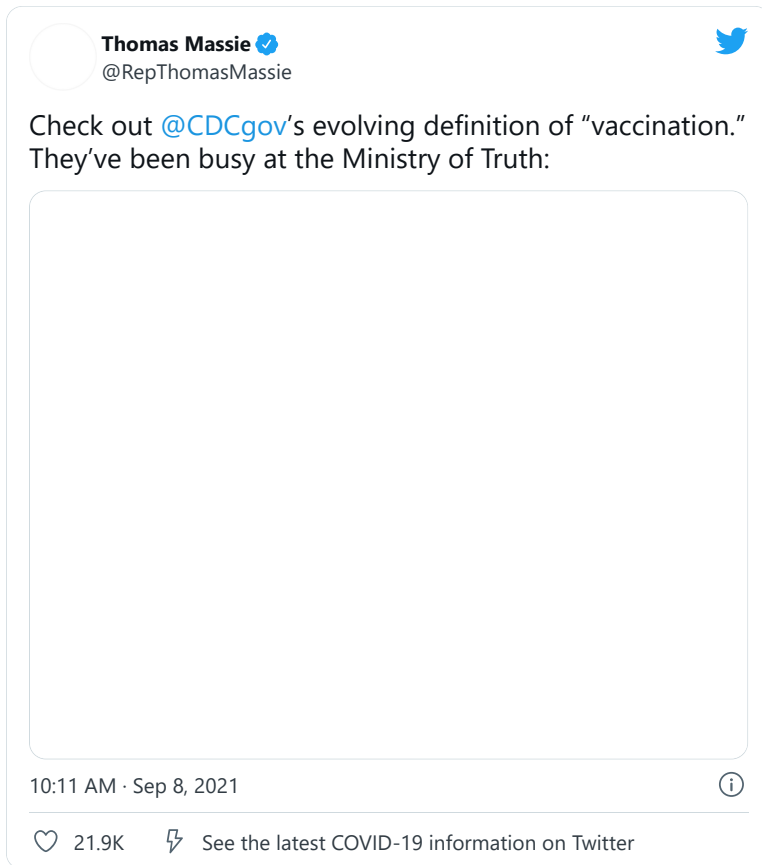 Thomas Massie
@RepThomasMassie
Check out @CDCgov’s evolving definition of “vaccination.”
They’ve been busy at the Ministry of Truth:
10:11 AM · Sep 8, 2021
21.9K See the latest COVID-19 information on Twitter